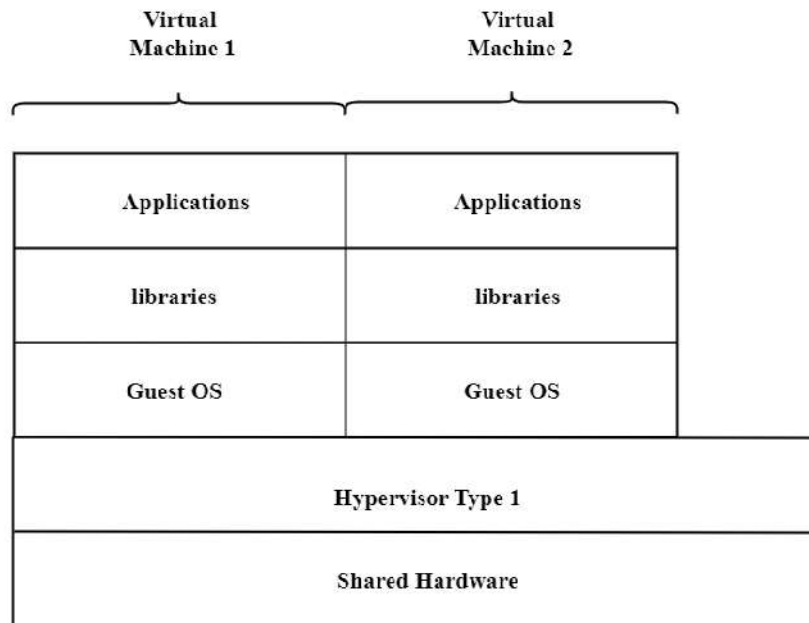 Virtual
Machine 1
Virtual
Machine 2
Applications
Applications
libraries
libraries
Guest OS
Guest OS
Hypervisor Type 1
Shared Hardware